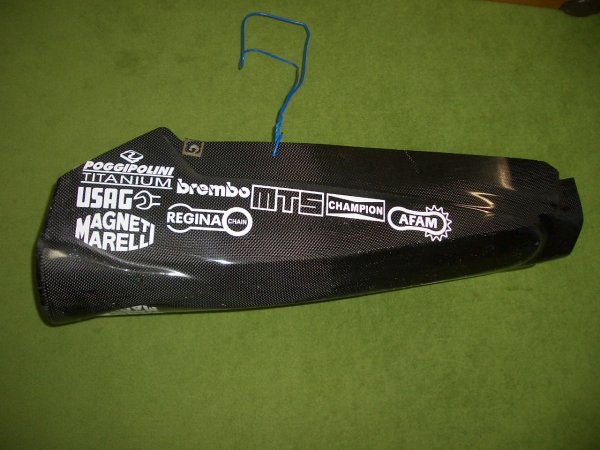 POGGIPOLINI
TITANIUM
USAG
MAGNETI
MARELLI
brembo
REGINA CHAIN
MTS
CHAMPION
AFAM